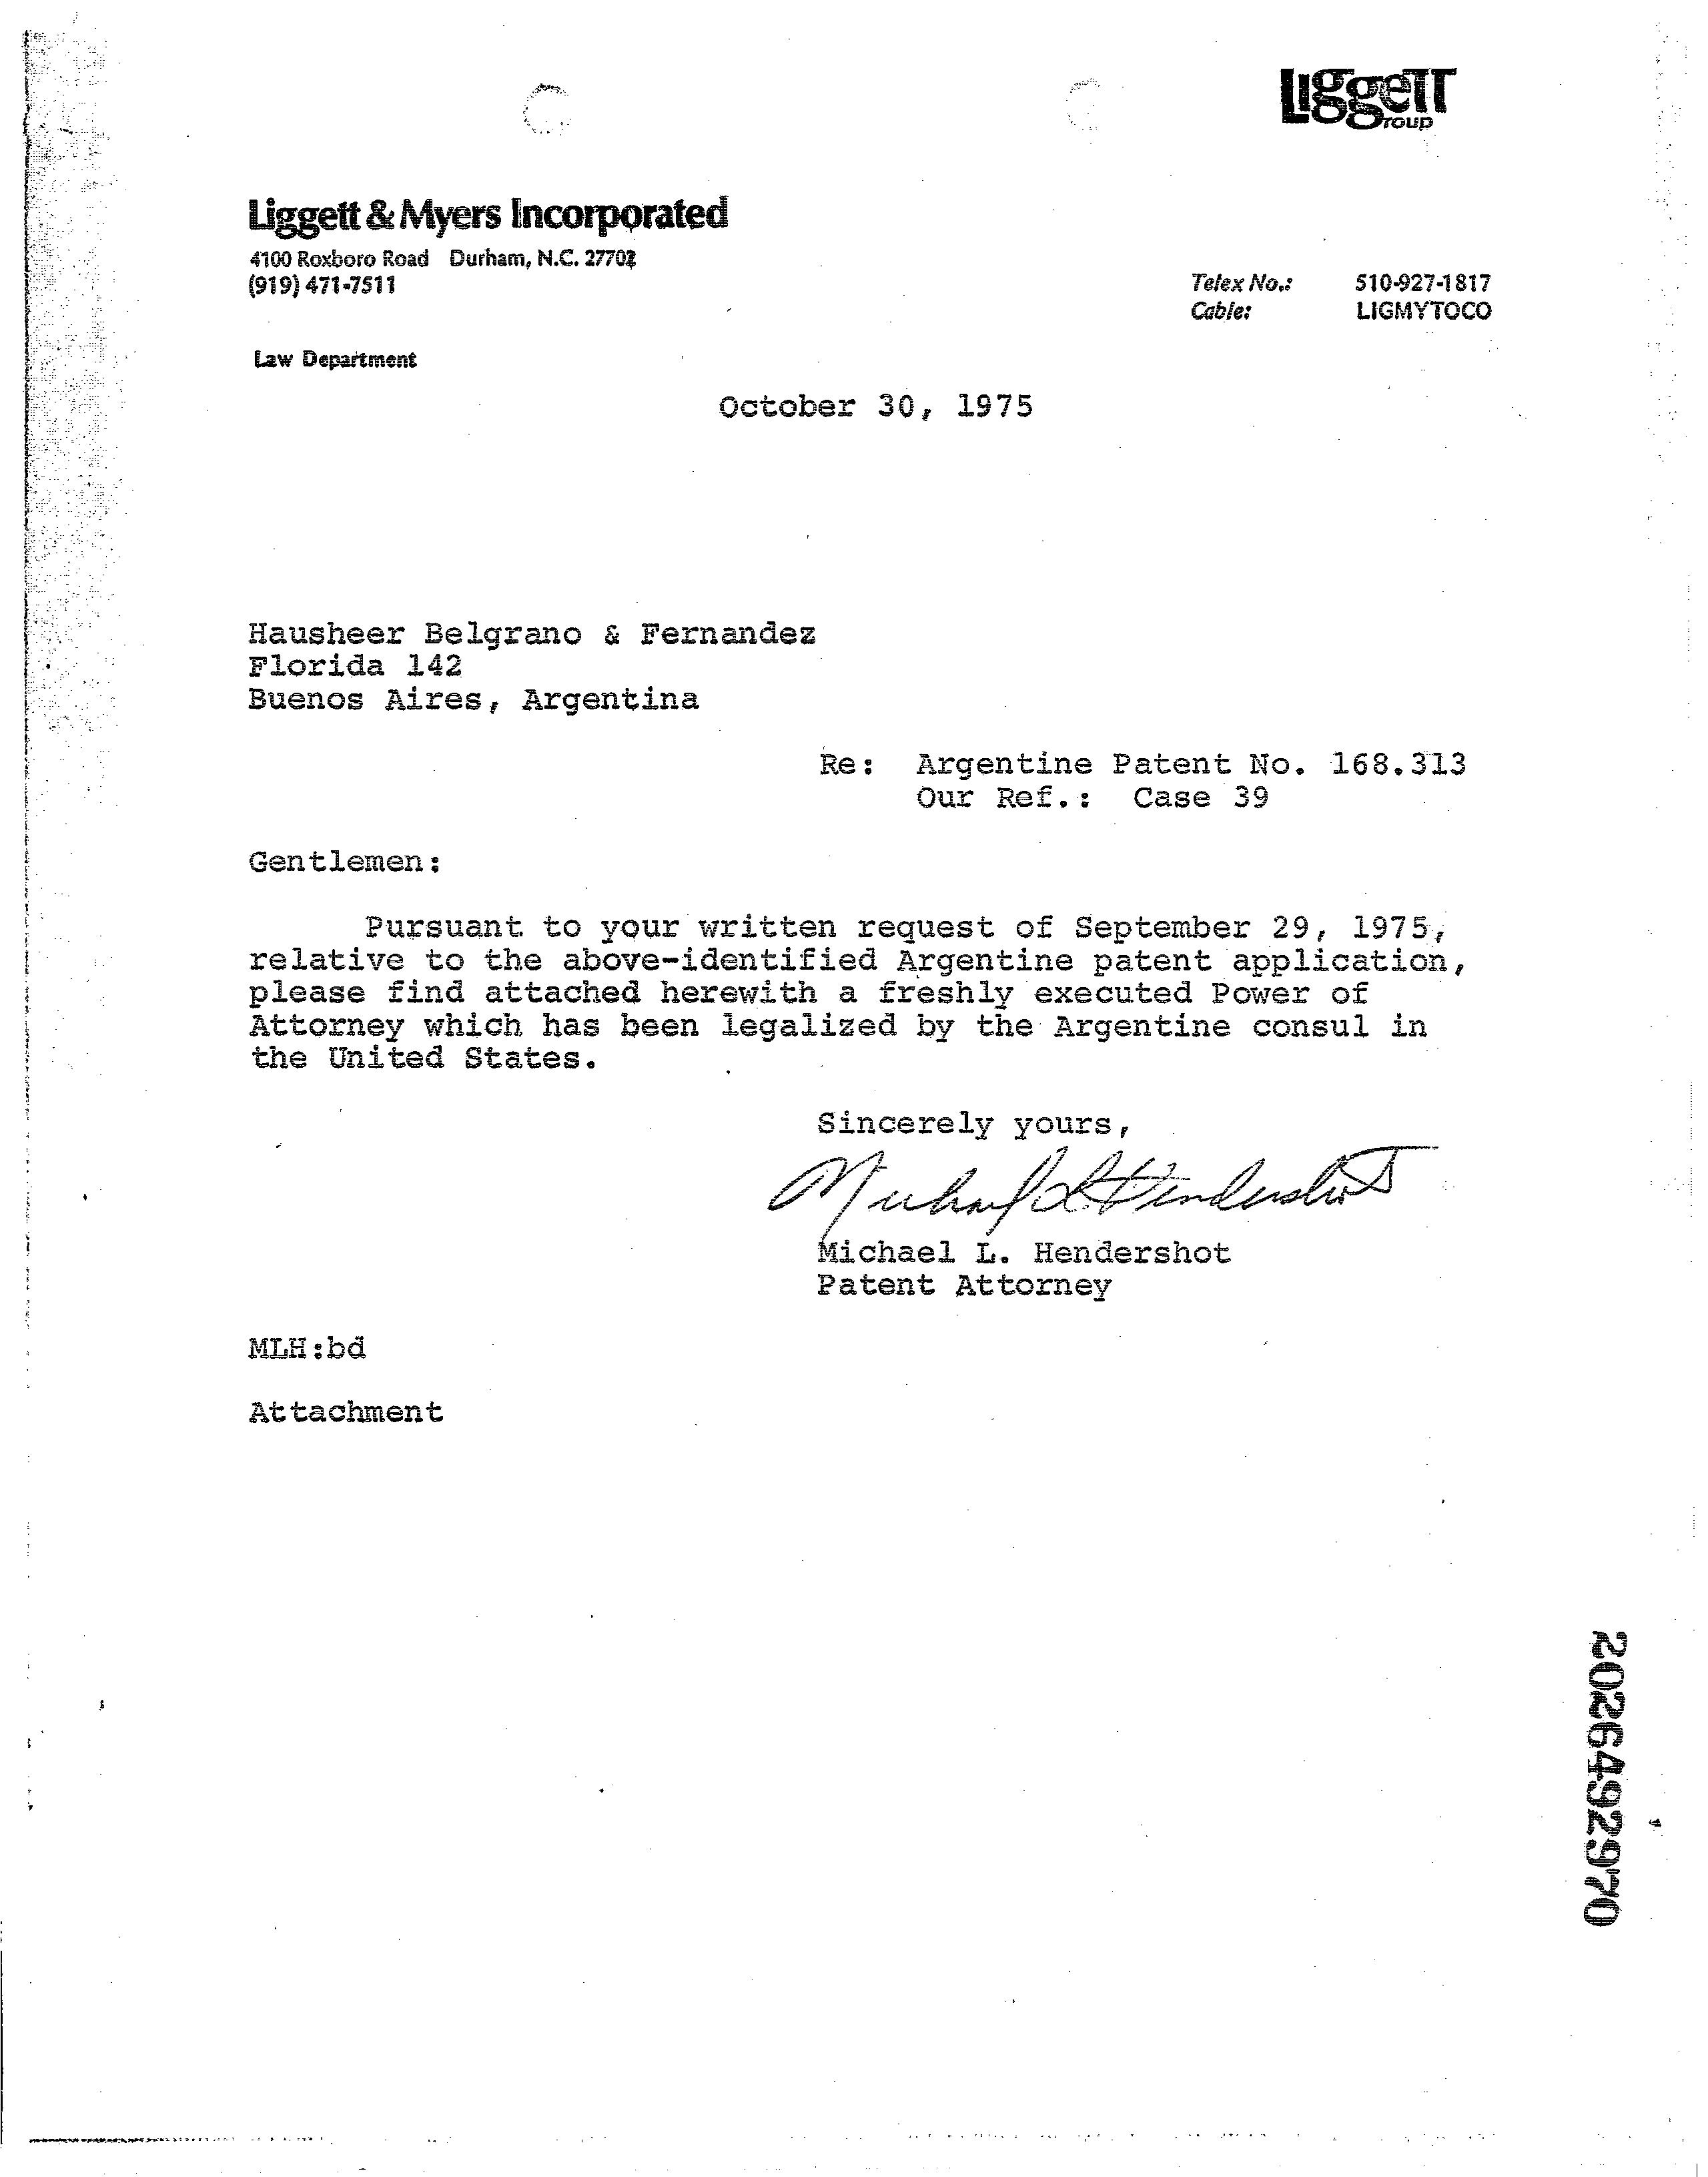 Liggett
Group
Liggett & Myers Incorporated
4100 Roxboro Road Durham, N.C. 27702
(919) 471-7511
Telex No.: 510-927-1817
Cable: LIGMYTOCO
Law Department
October 30, 1975
Hausheer Belgrano & Fernandez
Florida 142
Buenos Aires, Argentina
Re: Argentine Patent No. 168.313
Our Ref.: Case 39
Gentlemen:
Pursuant to your written request of September 29, 1975,
relative to the above-identified Argentine patent application,
please find attached herewith a freshly executed Power of
Attorney which has been legalized by the Argentine consul in
the United States.
Sincerely yours,
Michael L Hendershot
Michael L. Hendershot
Patent Attorney
MLH:bd
Attachment
2026492970